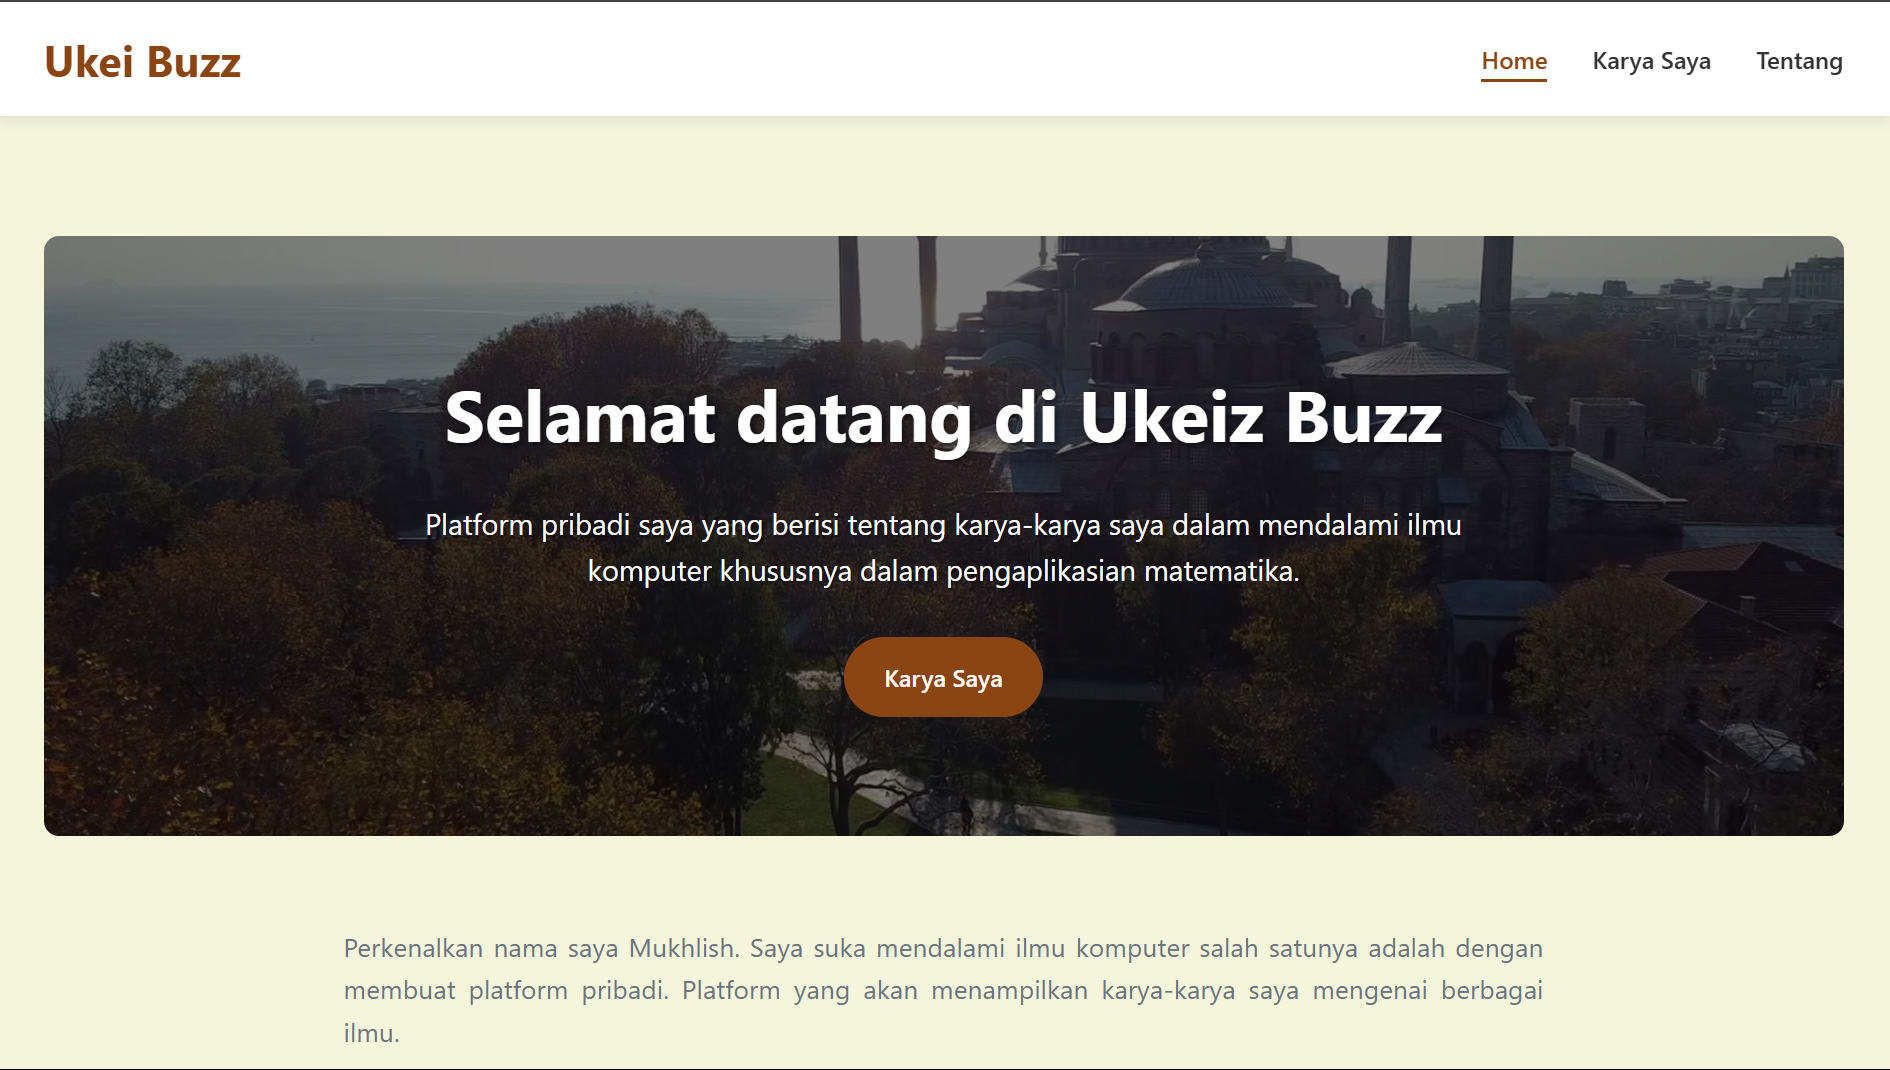 Ukei Buzz
Home
Karya Saya
Tentang
Selamat datang di Ukeiz Buzz
Platform pribadi saya yang berisi tentang karya-karya saya dalam mendalami ilmu
komputer khususnya dalam pengaplikasian matematika.
Karya Saya
Perkenalkan nama saya Mukhlish. Saya suka mendalami ilmu komputer salah satunya adalah dengan
membuat platform pribadi. Platform yang akan menampilkan karya-karya saya mengenai berbagai
ilmu.